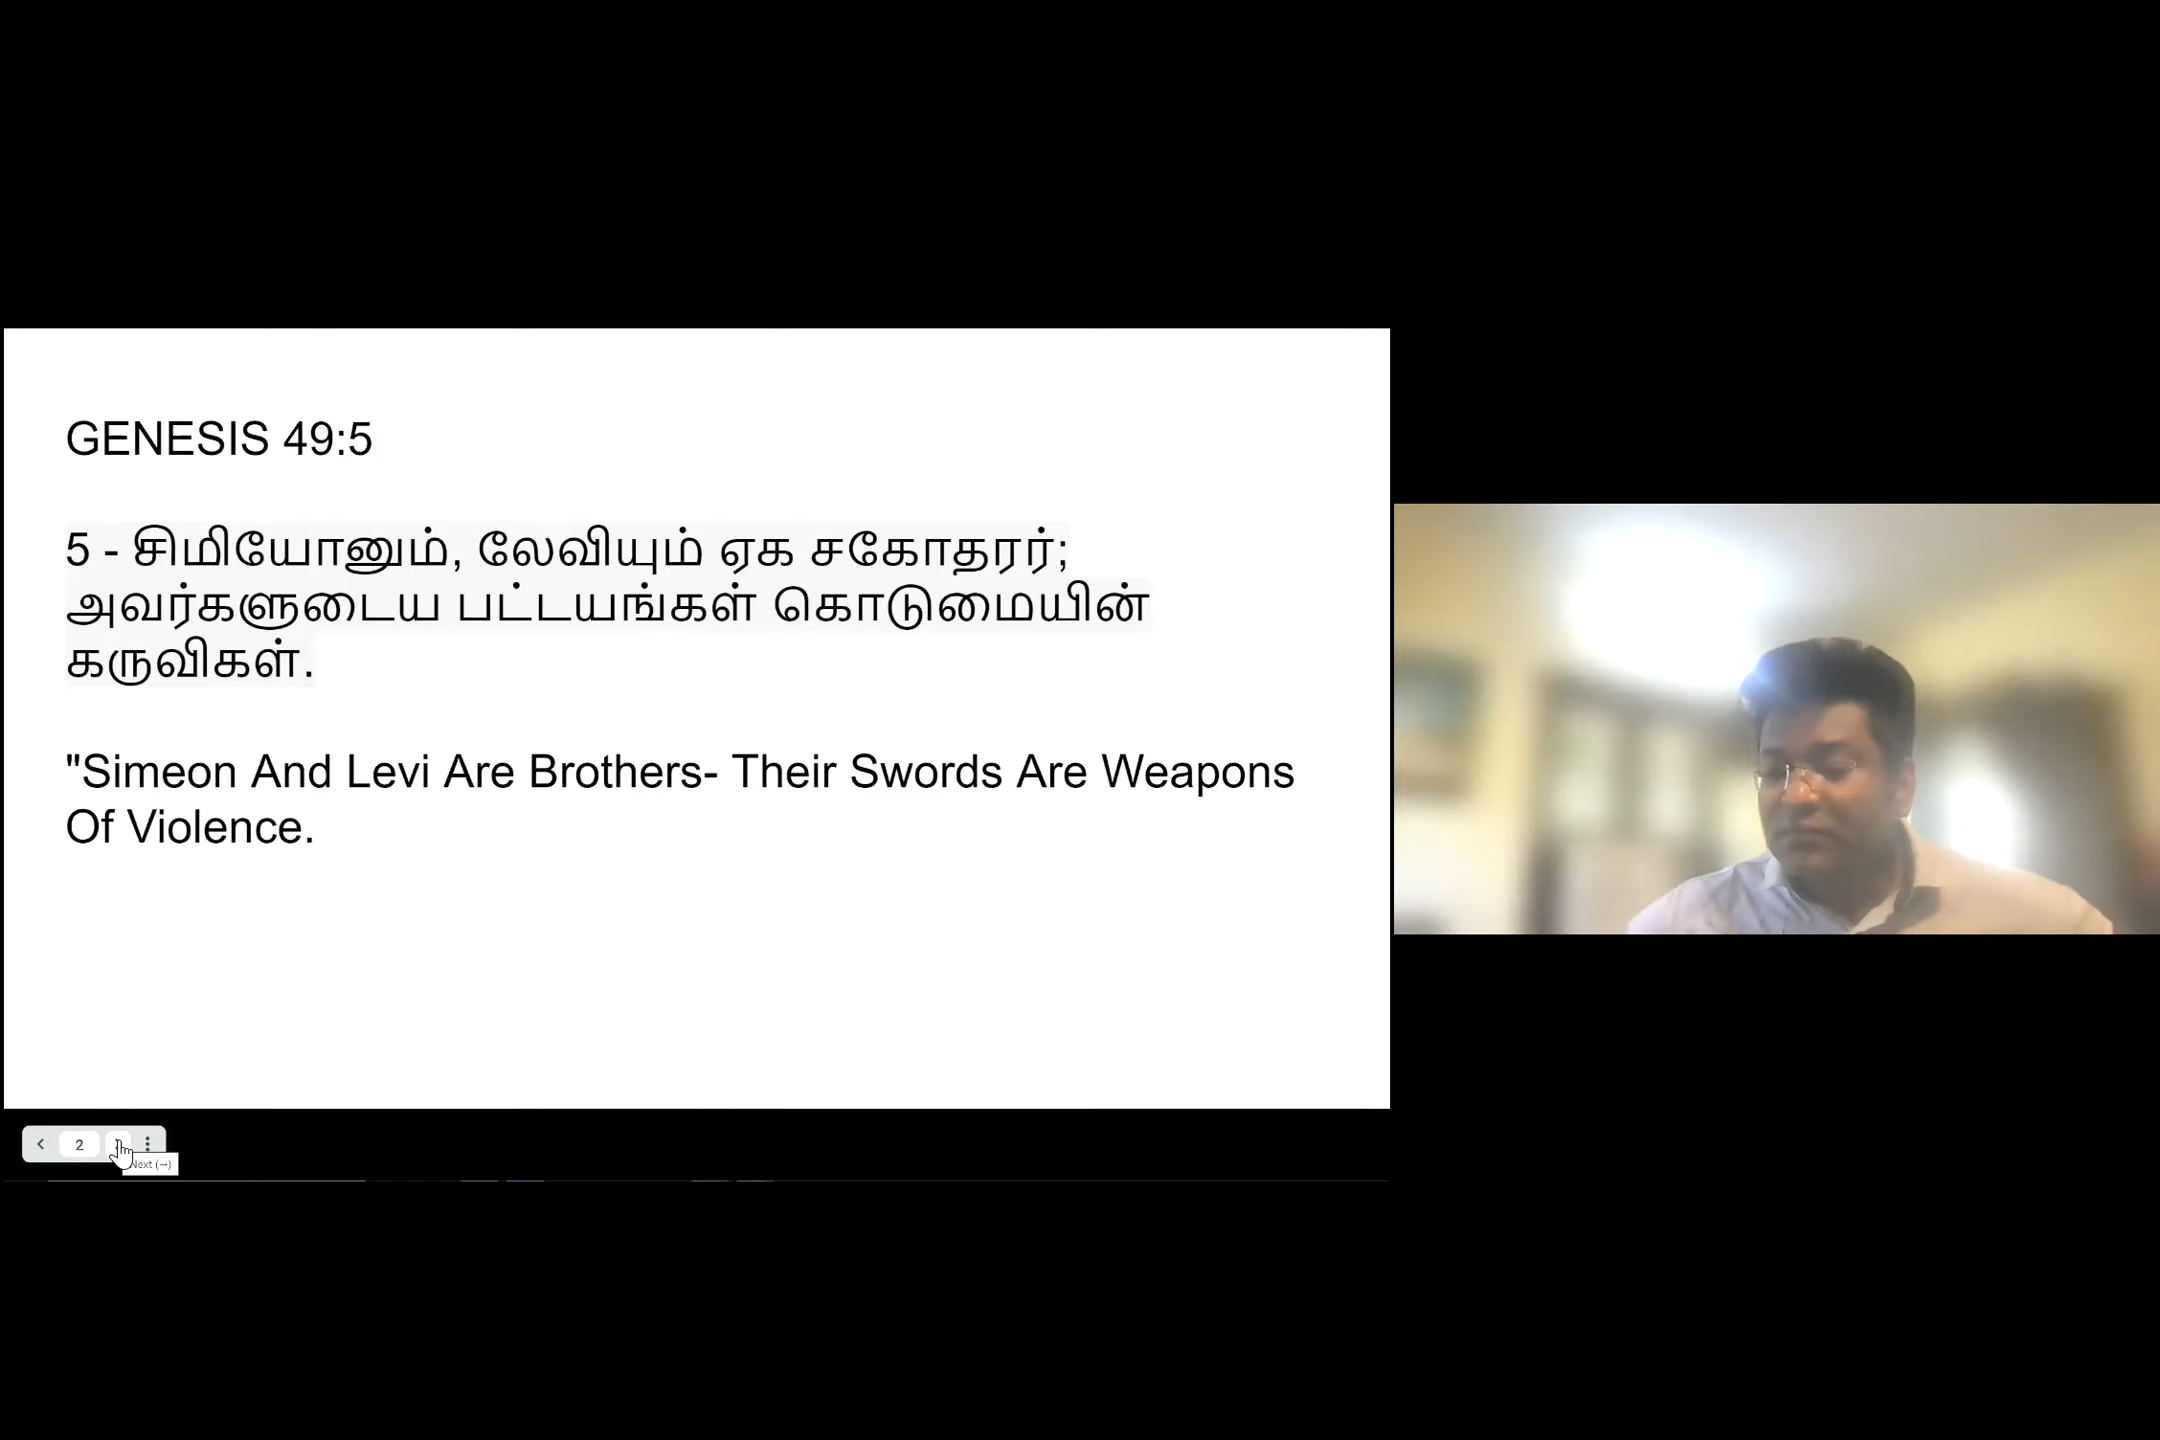 GENESIS 49:5
5 - சிமியோனும், லேவியும் ஏக சகோதரர்;
அவர்களுடைய பட்டயங்கள் கொடுமையின்
கருவிகள்.
"Simeon And Levi Are Brothers- Their Swords Are Weapons
Of Violence.
2
Next (→)